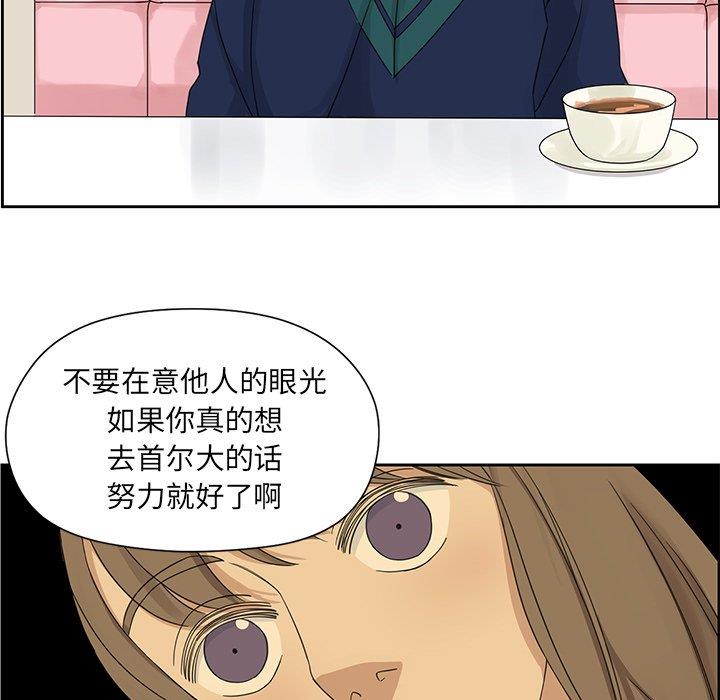 不要在意他人的眼光
如果你真的想
去首尔大的话
努力就好了啊